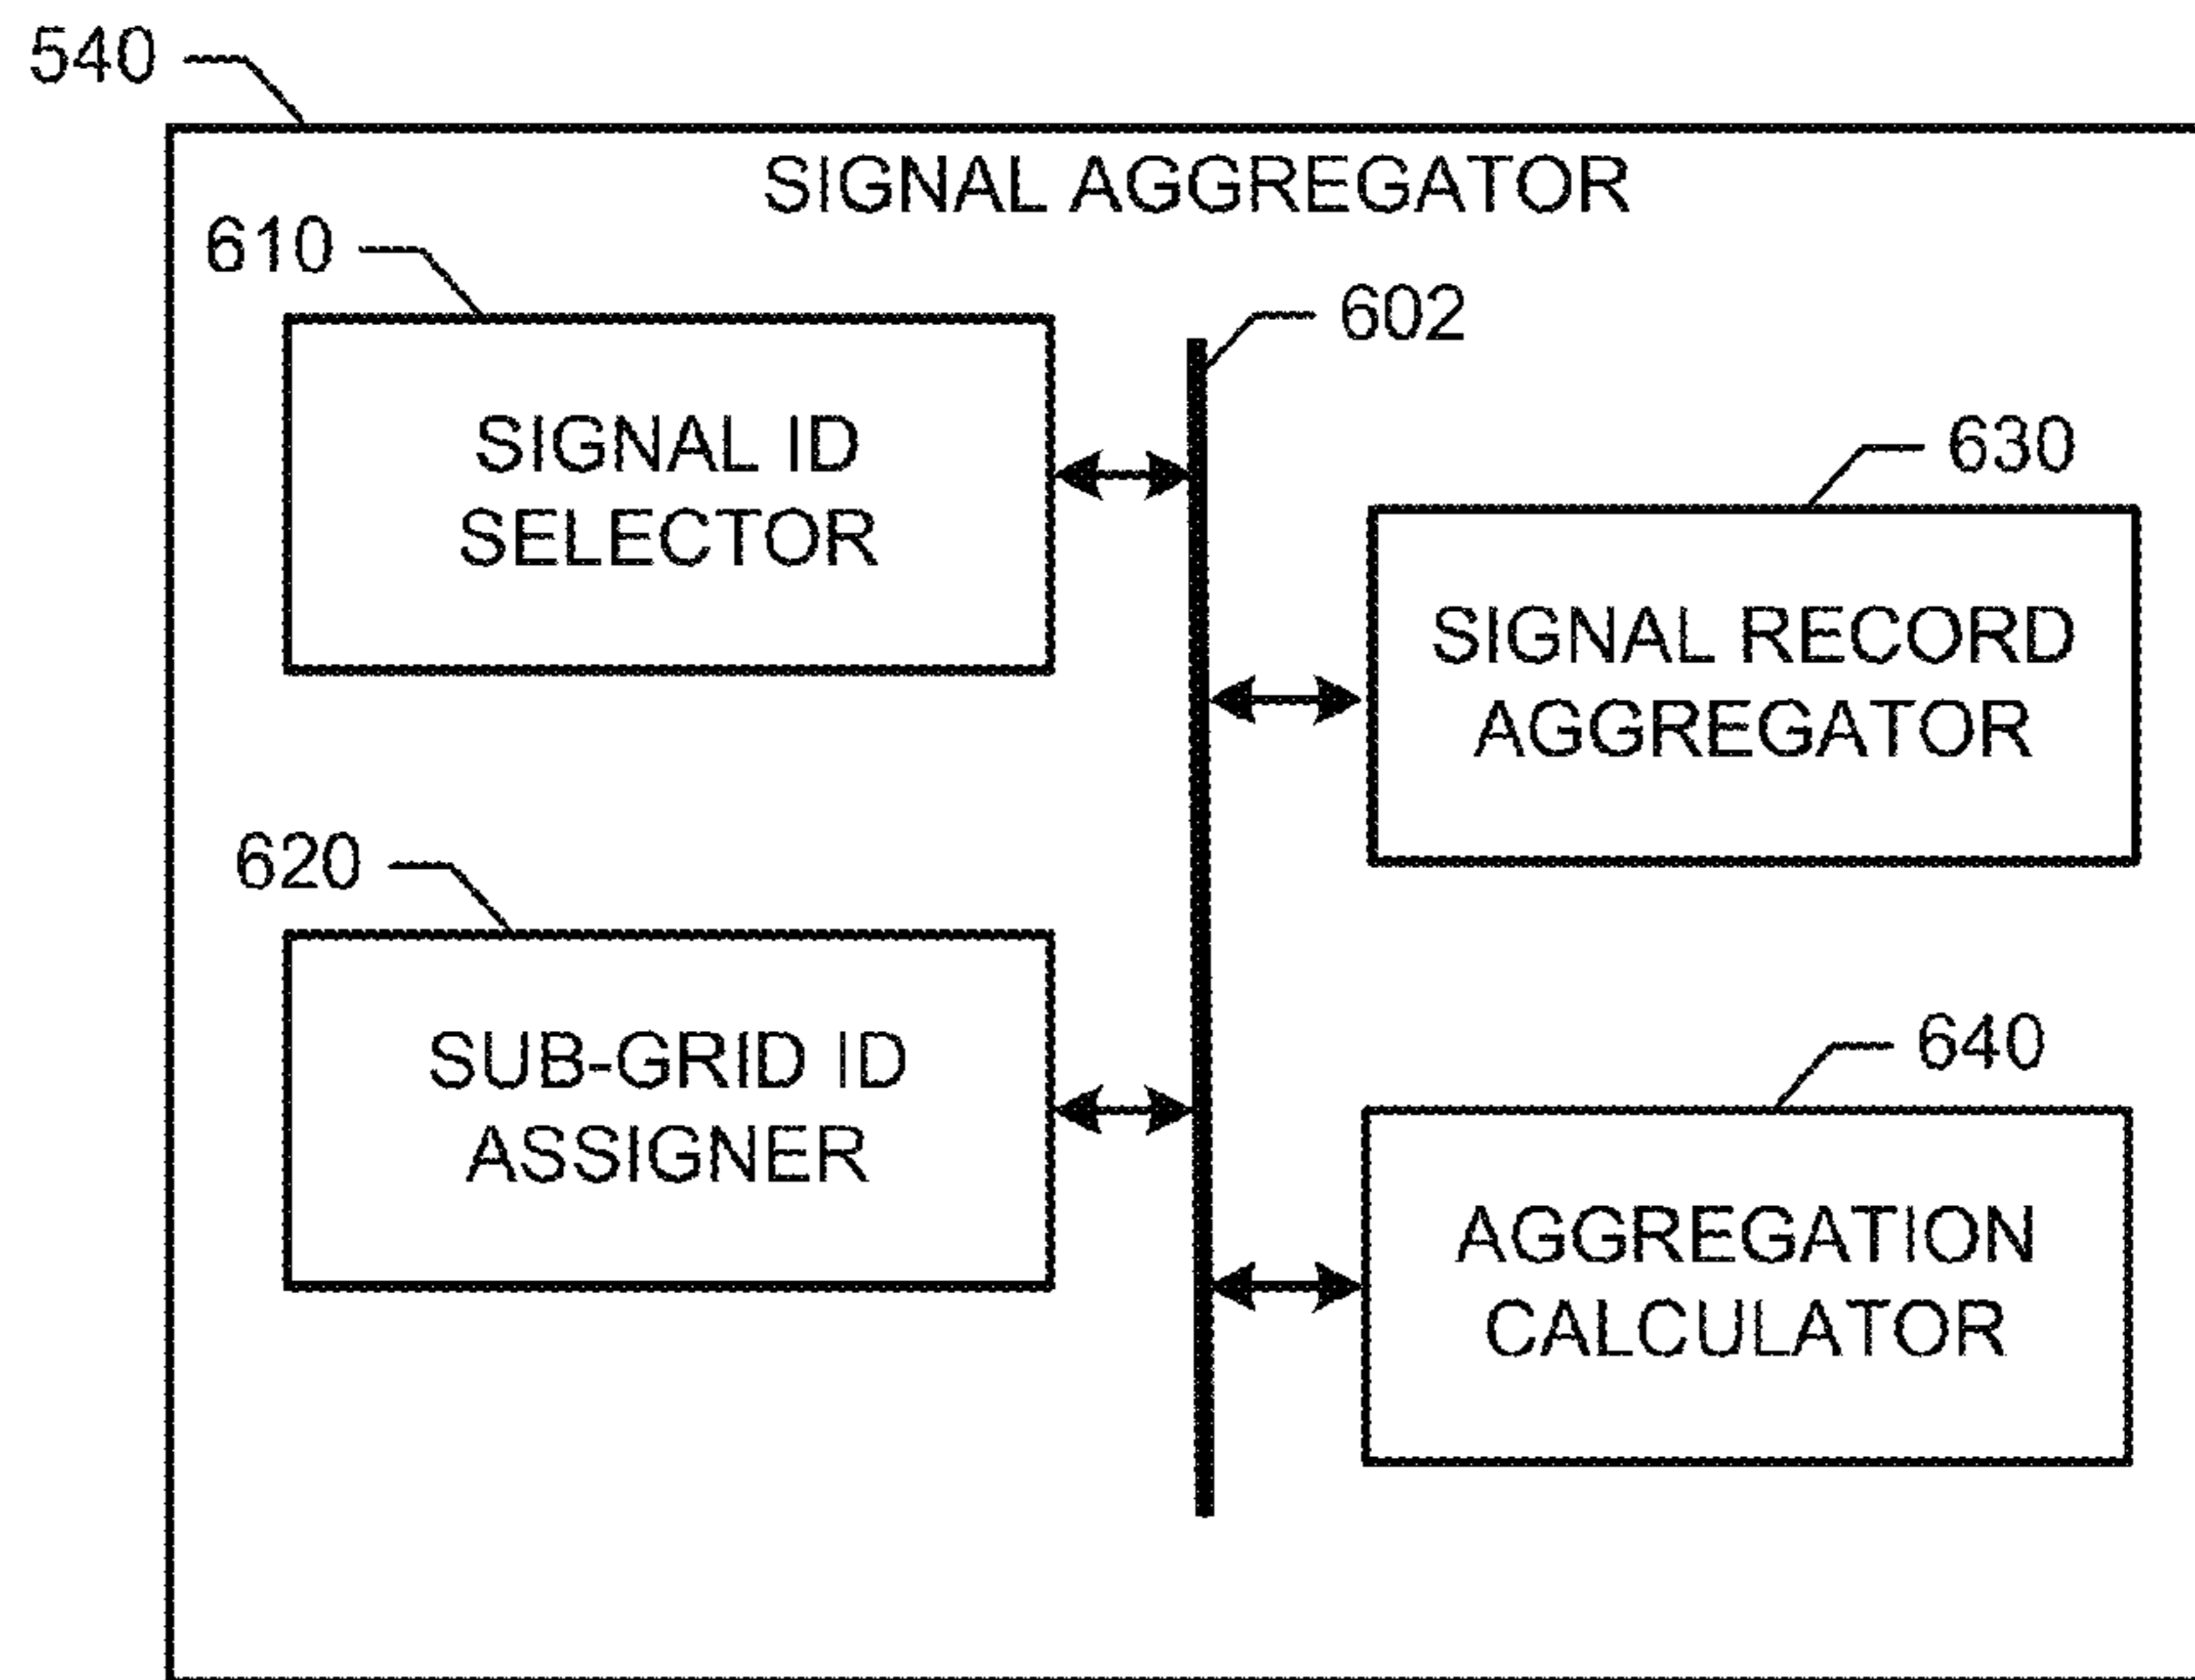 540
SIGNAL AGGREGATOR
610
602
SIGNAL ID
SELECTOR
630
SIGNAL RECORD
AGGREGATOR
620
SUB-GRID ID
ASSIGNER
640
AGGREGATION
CALCULATOR